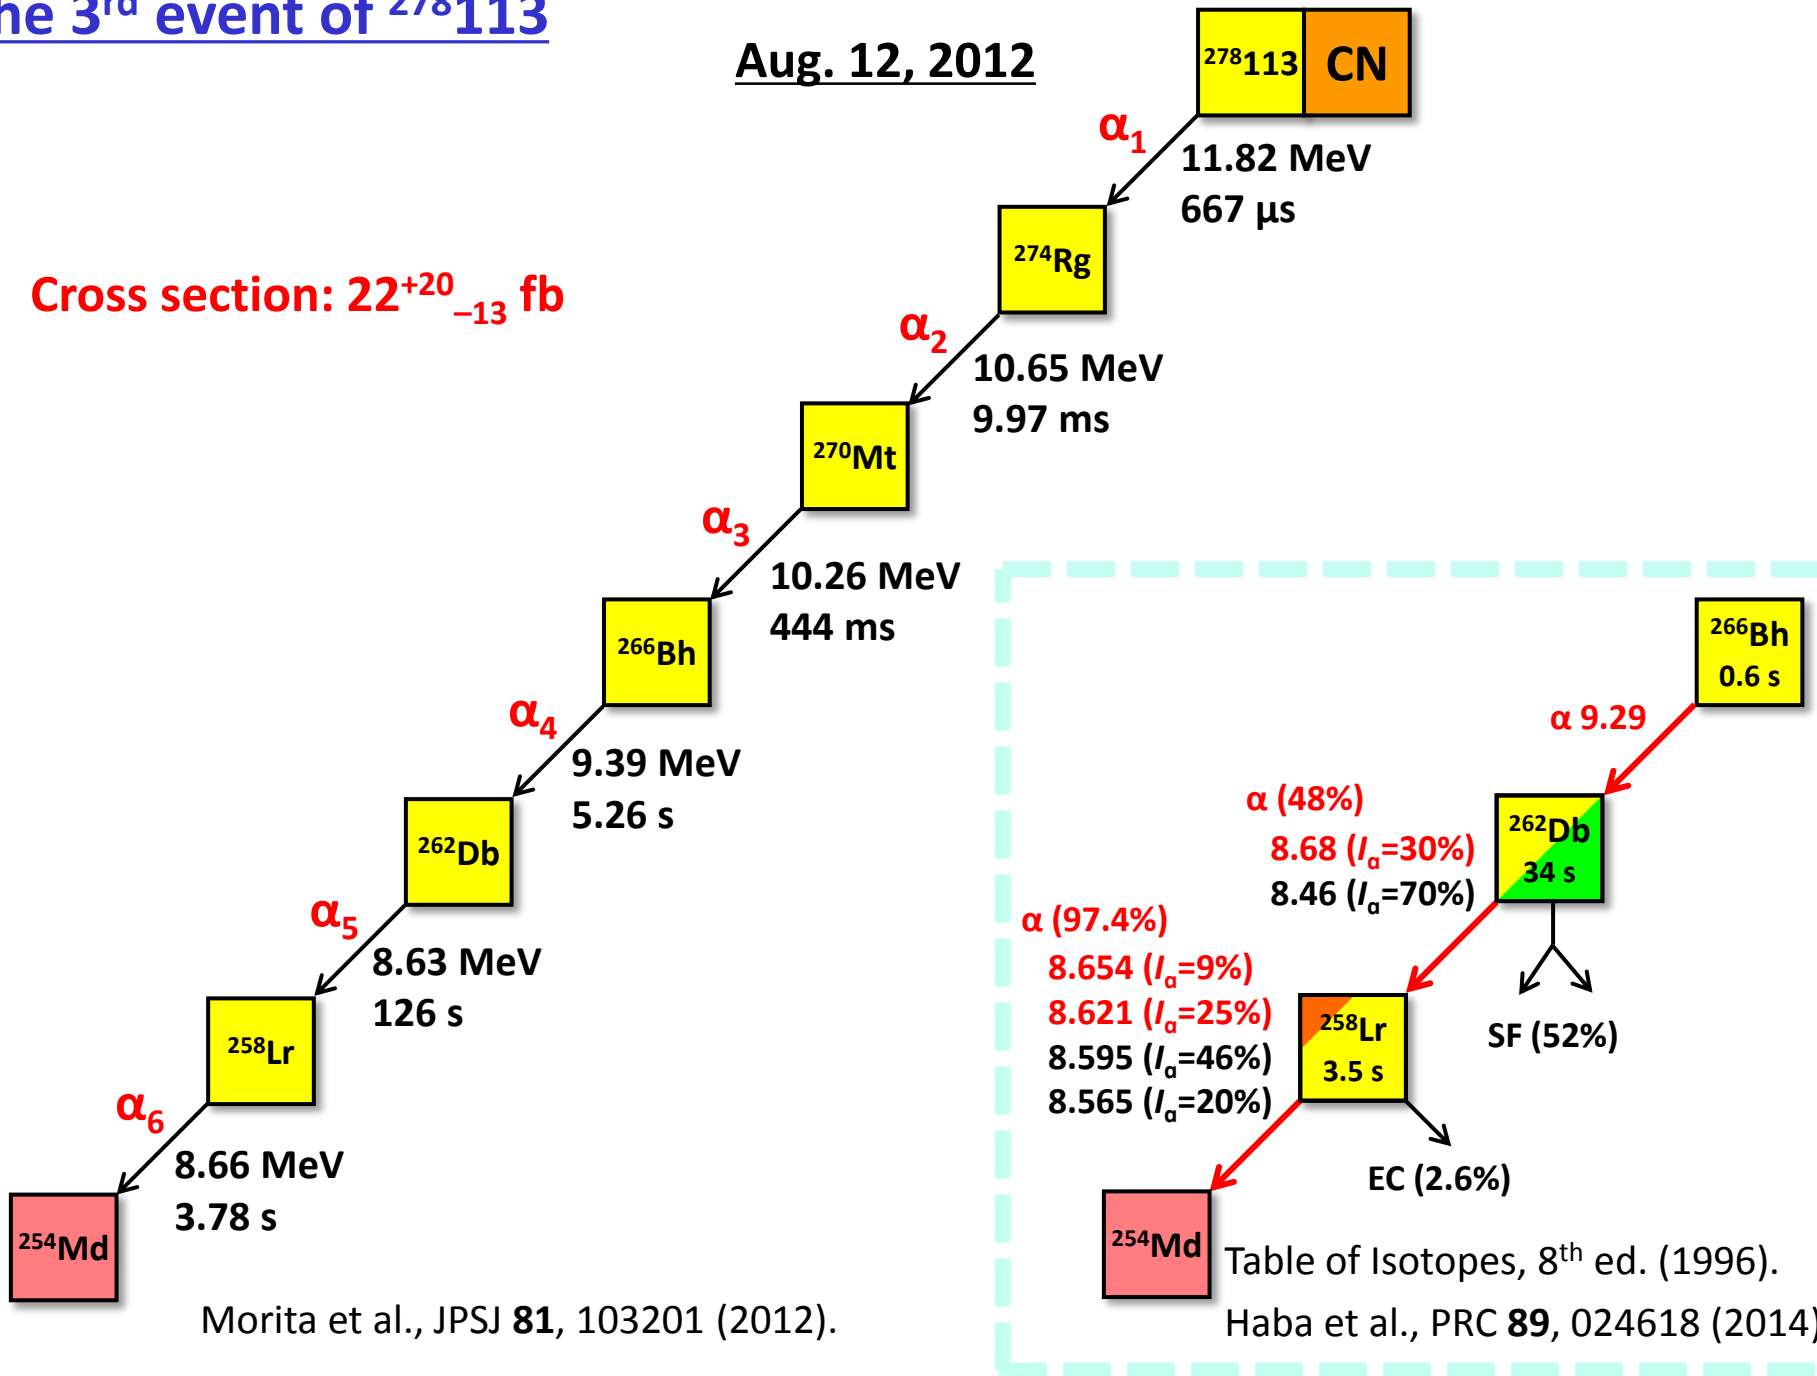 he 3rd event of 278113
Aug. 12, 2012
278113 CN
α1
11.82 MeV
667 µs
274Rg
Cross section: 22+20–13 fb
α2
10.65 MeV
9.97 ms
270Mt
α3
10.26 MeV
444 ms
266Bh
α4
9.39 MeV
5.26 s
262Db
α5
8.63 MeV
126 s
258Lr
α6
8.66 MeV
3.78 s
254Md
Morita et al., JPSJ 81, 103201 (2012).
266Bh
0.6 s
α 9.29
262Db
34 s
α (48%)
8.68 (Iα=30%)
8.46 (Iα=70%)
SF (52%)
α (97.4%)
8.654 (Iα=9%)
8.621 (Iα=25%)
8.595 (Iα=46%)
8.565 (Iα=20%)
258Lr
3.5 s
EC (2.6%)
254Md
Table of Isotopes, 8th ed. (1996).
Haba et al., PRC 89, 024618 (2014)